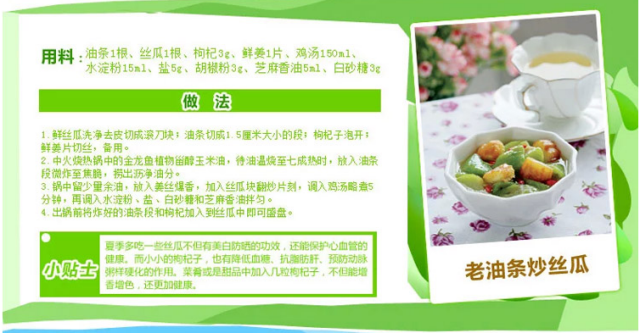 用料：油条1根、丝瓜1根、枸杞3g、鲜姜1片、鸡汤150ml、
水淀粉15ml、盐5g、胡椒粉3g、芝麻香油5ml、白砂糖3g
做 法
1.鲜丝瓜洗净去皮切成滚刀块；油条切成1.5厘米大小的段；枸杞子泡开；
鲜姜片切丝，备用。
2.中火烧热锅中的金龙鱼植物甾醇玉米油，待油温烧至七成热时，放入油条
段微炸至焦脆，捞出沥净油分。
3.锅中留少量余油，放入姜丝爆香，加入丝瓜块翻炒片刻，调入鸡汤略煮5
分钟，再调入水淀粉、盐、白砂糖和芝麻香油拌匀。
4.出锅前将炸好的油条段和枸杞加入到丝瓜中即可盛盘。
小贴士
夏季多吃一些丝瓜不但有美白防晒的功效，还能保护心血管的
健康。而小小的枸杞子，也有降低血糖、抗脂肪肝、预防动脉
粥样硬化的作用。菜肴或是甜品中加入几粒枸杞子，不但能增
香增色，还更加健康。
老油条炒丝瓜